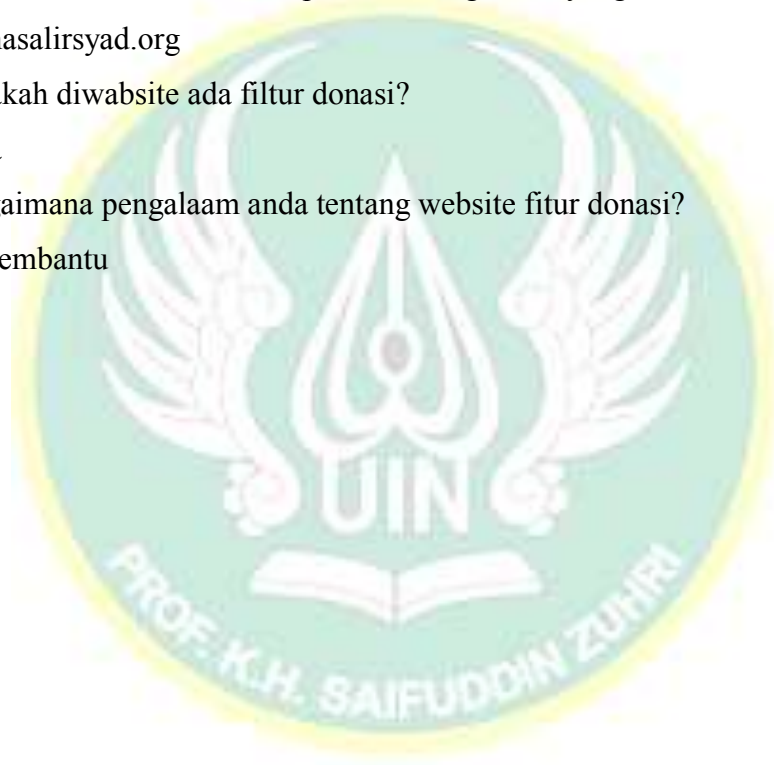 asalirsyad.org
kah diwabsite ada filtur donasi?
aimana pengalaam anda tentang website fitur donasi?
embantu
UIN
PROF. K.H. SAIFUDDIN ZUHRI